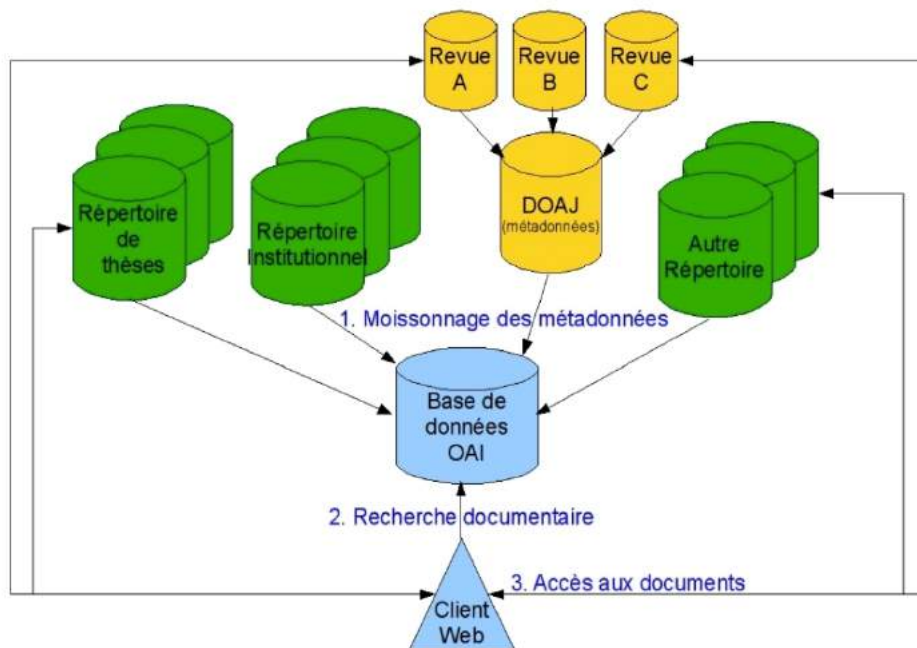 Revue
A
Revue
B
Revue
C
Répertoire
de
thèses
Répertoire
Institutionnel
DOAJ
(métadonnées)
Autre
Répertoire
1. Moissonnage des métadonnées
Base de
données
OAI
2. Recherche documentaire
3. Accès aux documents
Client
Web